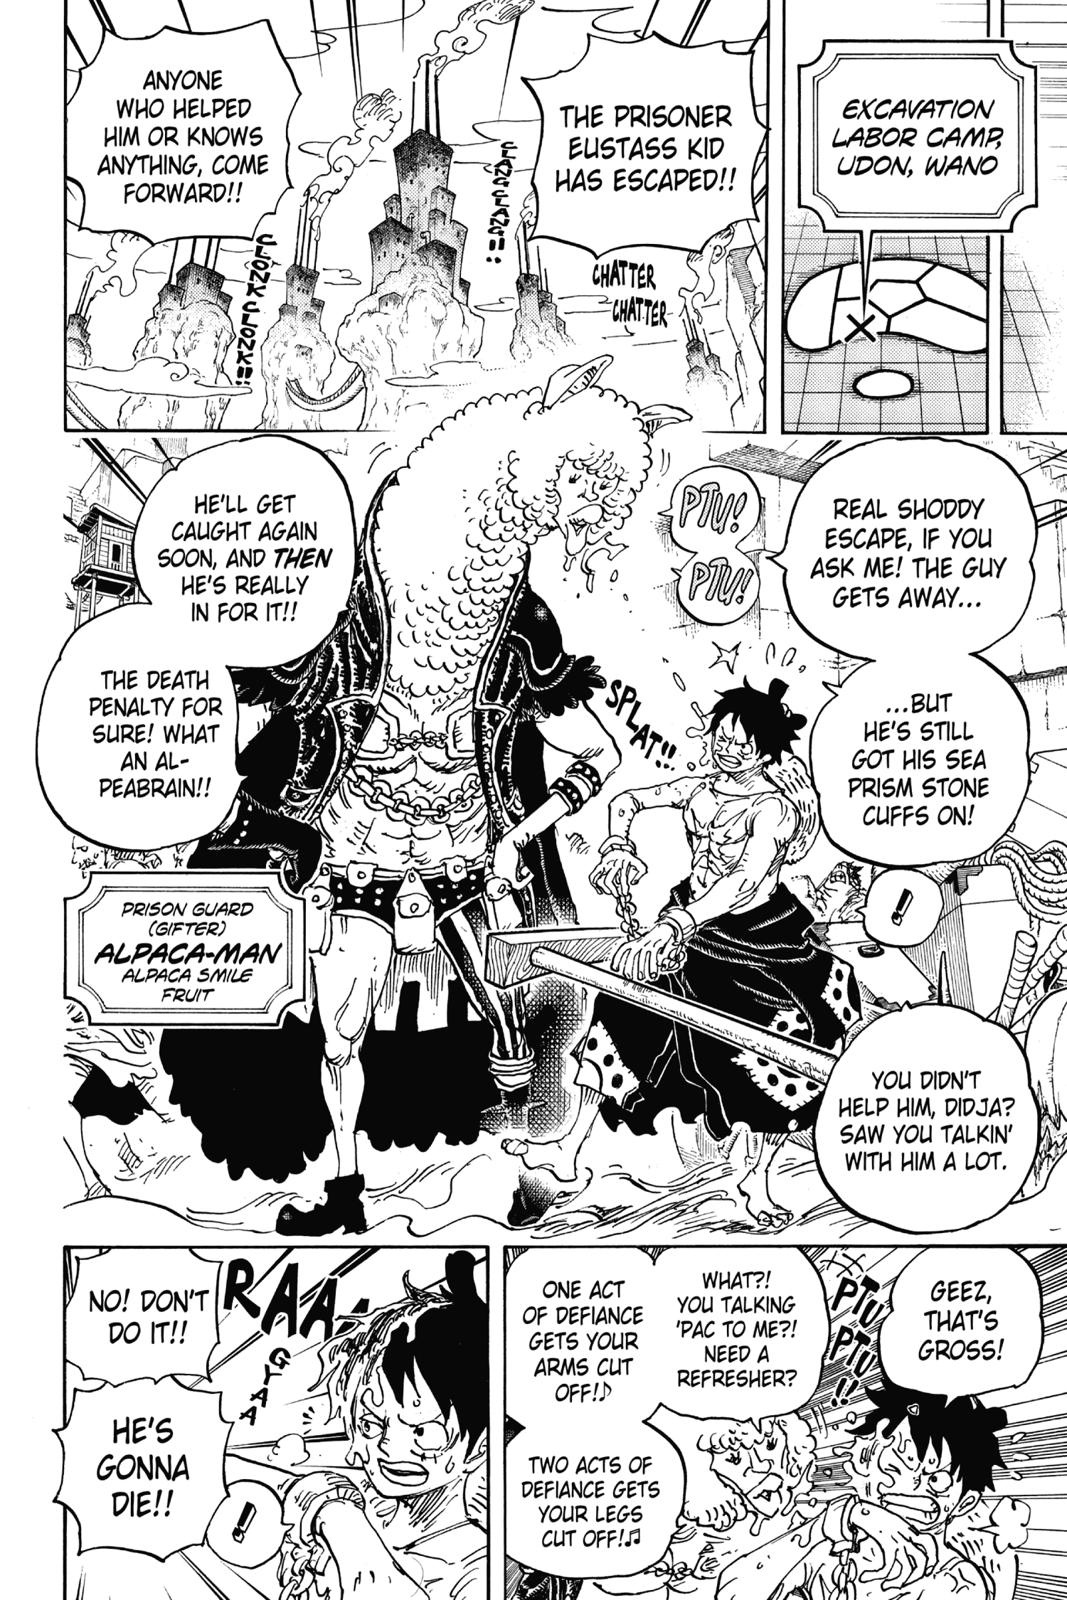 EXCAVATION
LABOR CAMP,
UDON, WANO
THE PRISONER
EUSTASS KID
HAS ESCAPED!!
ANYONE
WHO HELPED
HIM OR KNOWS
ANYTHING, COME
FORWARD!!
CLANG CLANG!!
CLONK CLONK!!
CHATTER
CHATTER
REAL SHODDY
ESCAPE, IF YOU
ASK ME! THE GUY
GETS AWAY...
...BUT
HE'S STILL
GOT HIS SEA
PRISM STONE
CUFFS ON!
PTU!
PTU!
SPLAT!!
!
HE'LL GET
CAUGHT AGAIN
SOON, AND THEN
HE'S REALLY
IN FOR IT!!
THE DEATH
PENALTY FOR
SURE! WHAT
AN AL-
PEABRAIN!!
PRISON GUARD
(GIFTER)
ALPACA-MAN
ALPACA SMILE
FRUIT
YOU DIDN'T
HELP HIM, DIDJA?
SAW YOU TALKIN'
WITH HIM A LOT.
GEEZ,
THAT'S
GROSS!
PTU
PTU!!
WHAT?!
YOU TALKING
'PAC TO ME?!
NEED A
REFRESHER?
ONE ACT
OF DEFIANCE
GETS YOUR
ARMS CUT
OFF!♪
TWO ACTS OF
DEFIANCE GETS
YOUR LEGS
CUT OFF!♫
RAA
GYAA
NO! DON'T
DO IT!!
HE'S
GONNA
DIE!!
!